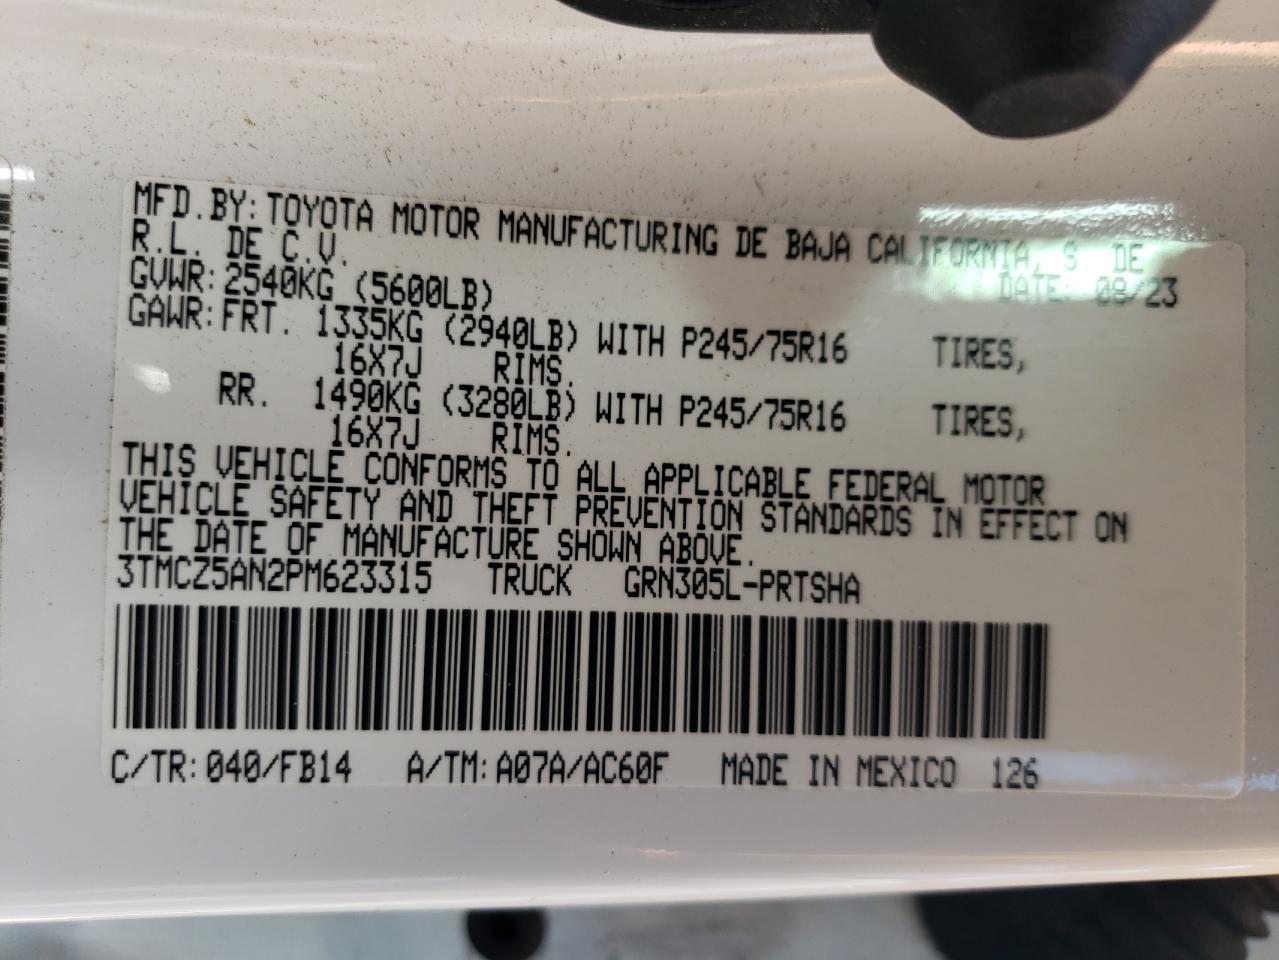 MFD.BY: TOYOTA MOTOR MANUFACTURING DE BAJA CALIFORNIA, S DE
R.L. DE C.V. DATE: 08/23
GVWR: 2540KG (5600LB)
GAWR: FRT. 1335KG (2940LB) WITH P245/75R16 TIRES,
16X7J RIMS.
RR. 1490KG (3280LB) WITH P245/75R16 TIRES,
16X7J RIMS.
THIS VEHICLE CONFORMS TO ALL APPLICABLE FEDERAL MOTOR
VEHICLE SAFETY AND THEFT PREVENTION STANDARDS IN EFFECT ON
THE DATE OF MANUFACTURE SHOWN ABOVE.
3TMCZ5AN2PM623315 TRUCK GRN305L-PRTSHA
C/TR: 040/FB14 A/TM: A07A/AC60F MADE IN MEXICO 126